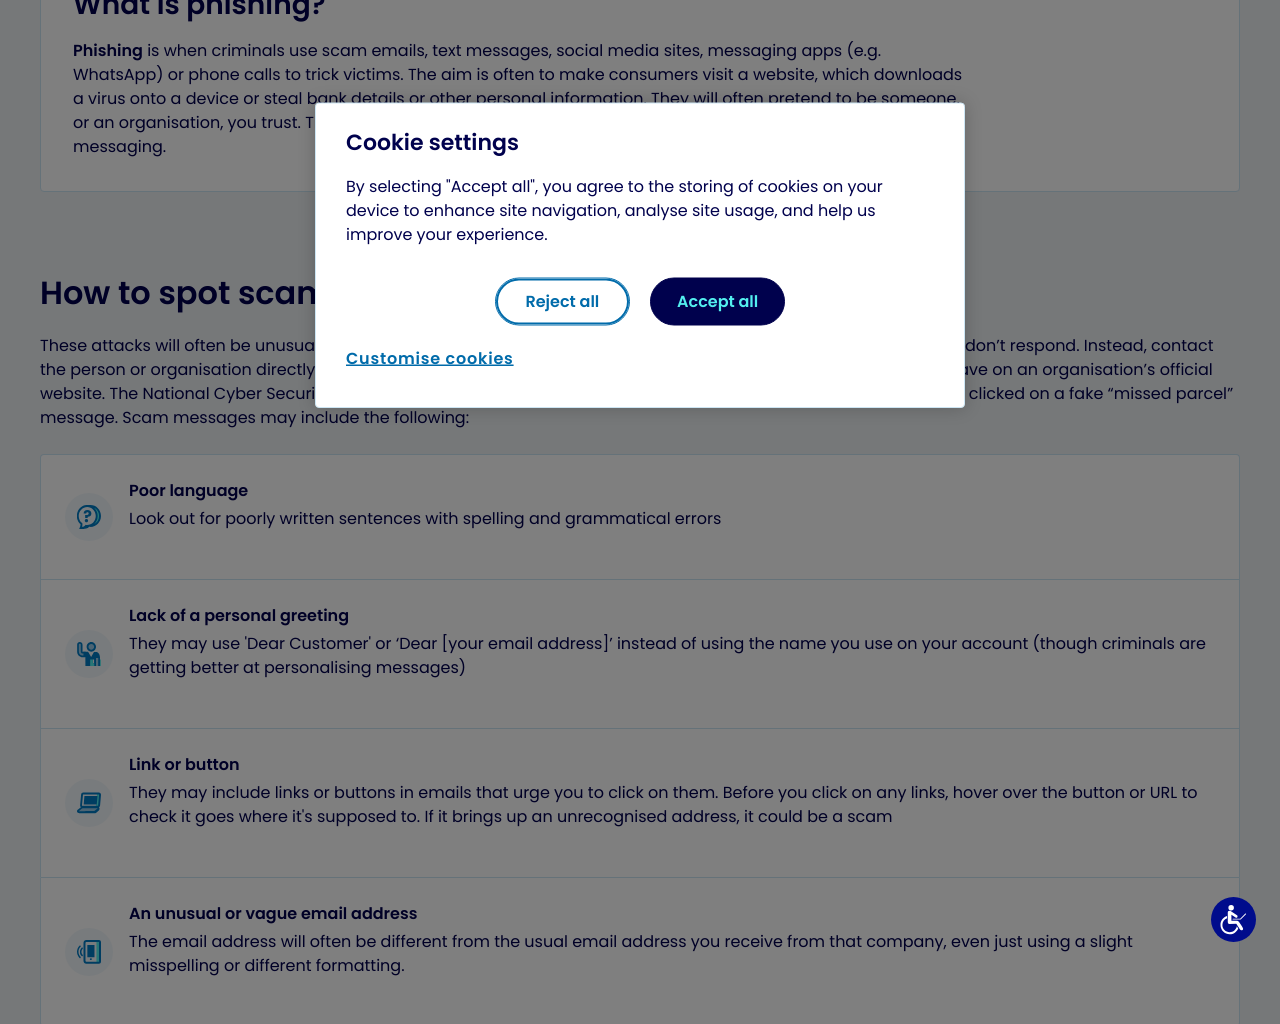 What is phishing?
Phishing is when criminals use scam emails, text messages, social media sites, messaging apps (e.g.
WhatsApp) or phone calls to trick victims. The aim is often to make consumers visit a website, which downloads
a virus onto a device or steal bank details or other personal information. They will often pretend to be someone,
or an organisation, you trust. T
messaging.
Cookie settings
By selecting "Accept all", you agree to the storing of cookies on your
device to enhance site navigation, analyse site usage, and help us
improve your experience.
Reject all
Accept all
Customise cookies
How to spot scam
These attacks will often be unusua don’t respond. Instead, contact
the person or organisation directly ave on an organisation’s official
website. The National Cyber Securi clicked on a fake “missed parcel”
message. Scam messages may include the following:
Poor language
Look out for poorly written sentences with spelling and grammatical errors
Lack of a personal greeting
They may use 'Dear Customer' or ‘Dear [your email address]’ instead of using the name you use on your account (though criminals are
getting better at personalising messages)
Link or button
They may include links or buttons in emails that urge you to click on them. Before you click on any links, hover over the button or URL to
check it goes where it's supposed to. If it brings up an unrecognised address, it could be a scam
An unusual or vague email address
The email address will often be different from the usual email address you receive from that company, even just using a slight
misspelling or different formatting.